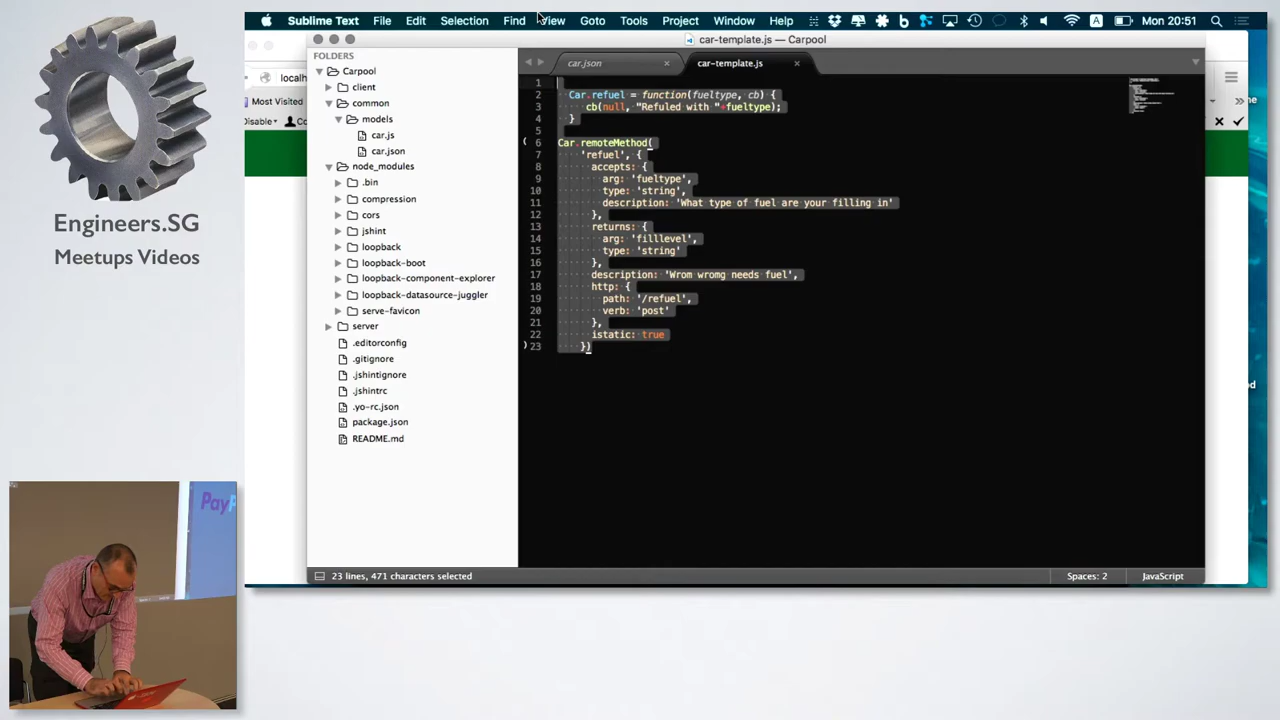 Sublime Text File Edit Selection Find View Goto Tools Project Window Help Mon 20:51
car-template.js — Carpool
FOLDERS
Carpool
client
common
models
car.js
car.json
node_modules
.bin
compression
cors
jshint
loopback
loopback-boot
loopback-component-explorer
loopback-datasource-juggler
serve-favicon
server
.editorconfig
.gitignore
.jshintignore
.jshintrc
.yo-rc.json
package.json
README.md
car.json × car-template.js ×
1
2 Car.refuel = function(fueltype, cb) {
3 cb(null, "Refuled with "+fueltype);
4 }
5
6 Car.remoteMethod(
7 'refuel', {
8 accepts: {
9 arg: 'fueltype',
10 type: 'string',
11 description: 'What type of fuel are your filling in'
12 },
13 returns: {
14 arg: 'filllevel',
15 type: 'string'
16 },
17 description: 'Wrom wromg needs fuel',
18 http: {
19 path: '/refuel',
20 verb: 'post'
21 },
22 istatic: true
23 })
23 lines, 471 characters selected Spaces: 2 JavaScript
localh
Most Visited
Disable
Engineers.SG
Meetups Videos
PayP